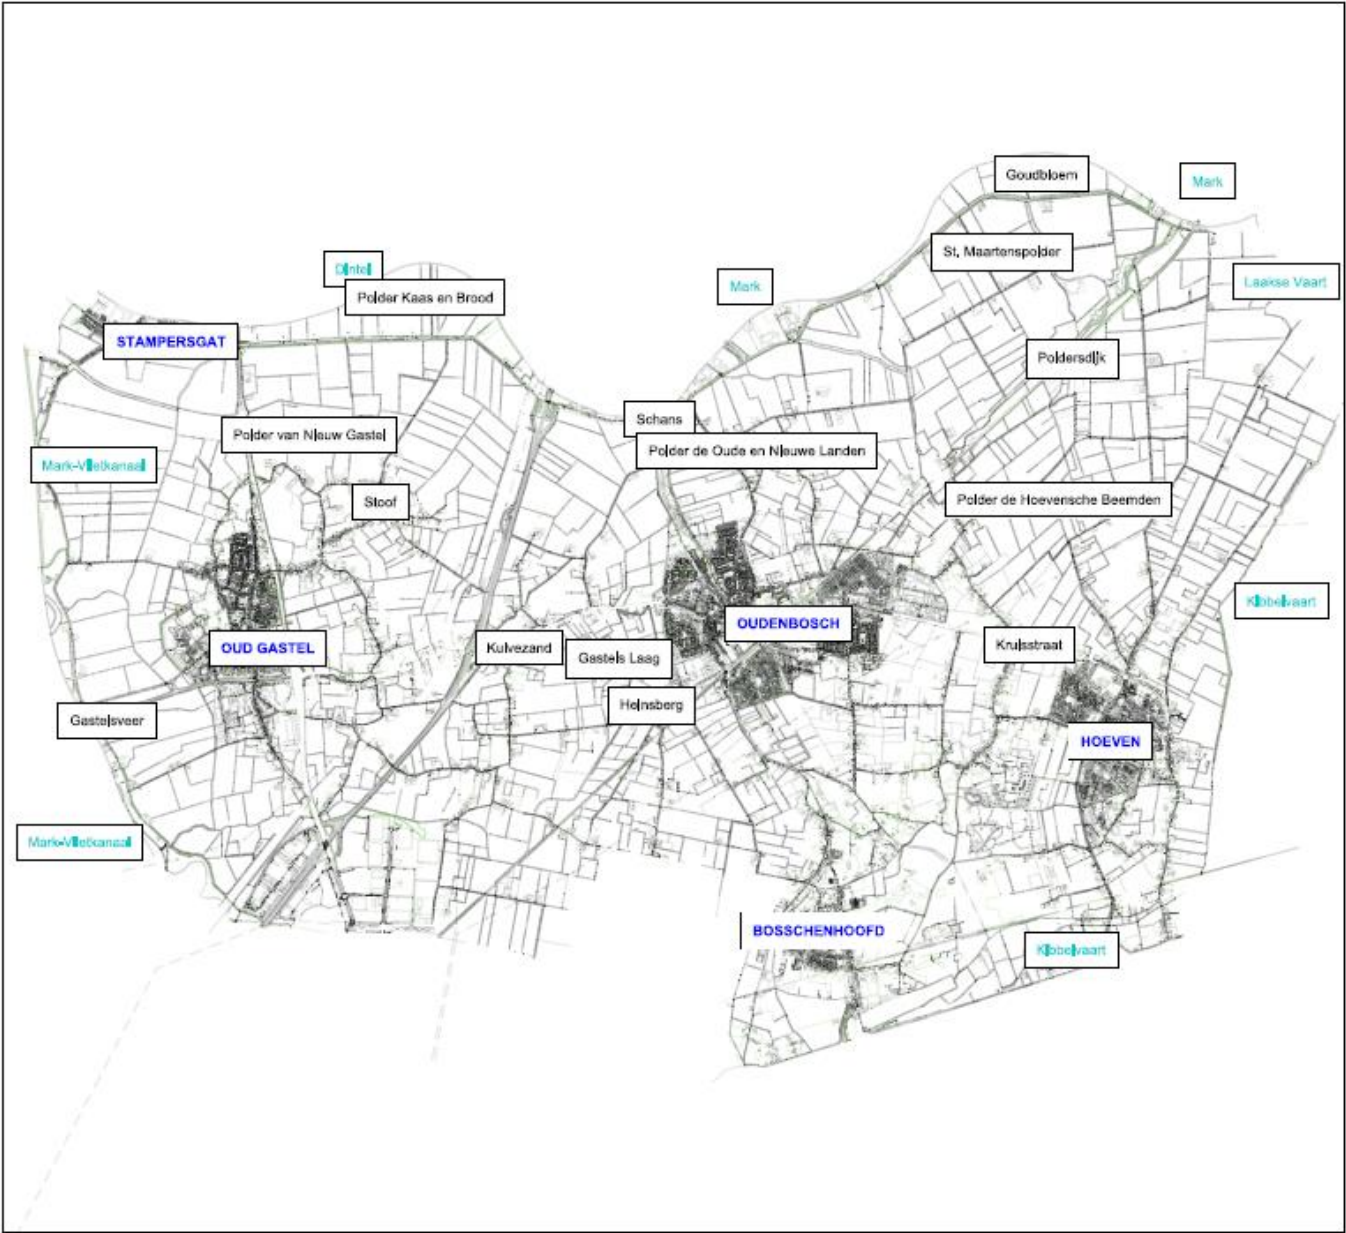 Goudbloem
Mark
St. Maartenspolder
Dintel
Mark
Laakse Vaart
Polder Kaas en Brood
STAMPERSGAT
Poldersdijk
Schans
Polder van Nieuw Gastel
Polder de Oude en Nieuwe Landen
Mark-Vlietkanaal
Stoof
Polder de Hoevensche Beemden
Kibbelvaart
OUDENBOSCH
OUD GASTEL
Kuivezand
Gastels Laag
Kruisstraat
Heinsberg
Gastelsveer
HOEVEN
Mark-Vlietkanaal
BOSSCHENHOOFD
Kibbelvaart